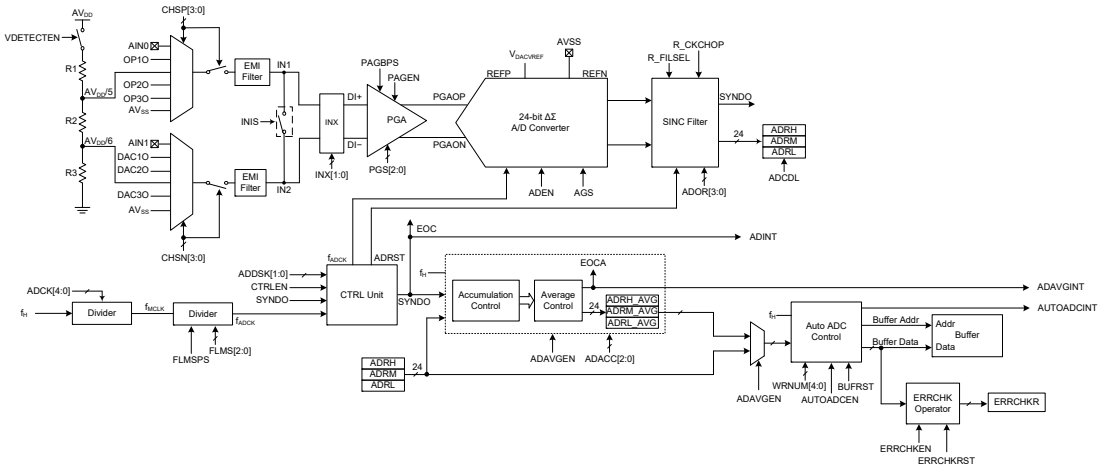 AVDD
CHSP[3:0]
VDETECTEN
AIN0
OP1O
OP2O
OP3O
AVSS
R1
AVDD/5
R2
AVDD/6
R3
AIN1
DAC1O
DAC2O
DAC3O
AVSS
CHSN[3:0]
EMI
Filter
IN1
INIS
EMI
Filter
IN2
INX
INX[1:0]
DI+
DI−
PAGBPS
PAGEN
PGA
PGS[2:0]
PGAOP
PGAON
VDACVREF
AVSS
REFP
REFN
24-bit ΔΣ
A/D Converter
ADEN
AGS
R_CKCHOP
R_FILSEL
SINC Filter
ADOR[3:0]
SYNDO
24
ADRH
ADRM
ADRL
ADCDL
fADCK
ADRST
EOC
ADINT
ADDSK[1:0]
CTRLEN
SYNDO
CTRL Unit
SYNDO
ADCK[4:0]
fH
Divider
fMCLK
Divider
fADCK
FLMSPS
FLMS[2:0]
fH
Accumulation
Control
Average
Control
24
EOCA
ADRH_AVG
ADRM_AVG
ADRL_AVG
ADAVGEN
ADACC[2:0]
ADRH
ADRM
ADRL
24
ADAVGINT
AUTOADCINT
ADAVGEN
fH
Auto ADC
Control
WRNUM[4:0]
AUTOADCEN
BUFRST
Buffer Addr
Buffer Data
Addr
Buffer
Data
ERRCHK
Operator
ERRCHKR
ERRCHKEN
ERRCHKRST